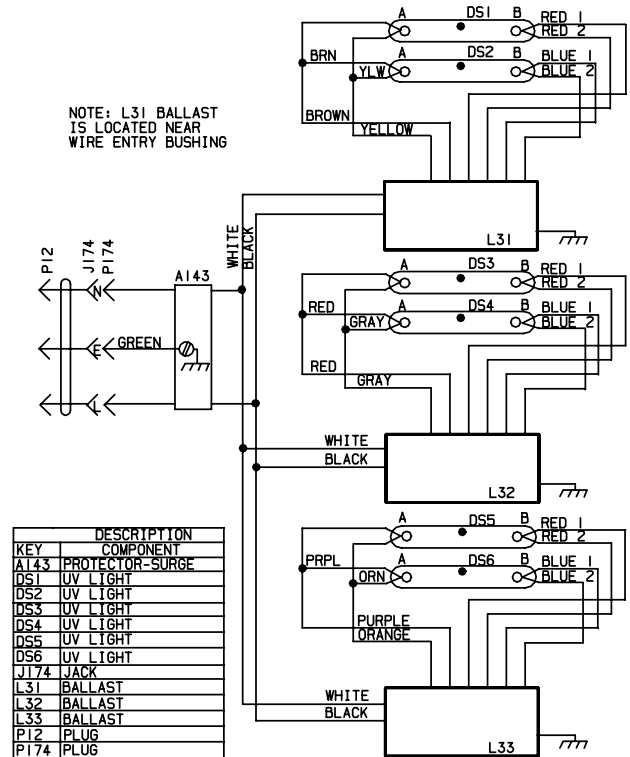 A DS1 B RED 1
RED 2
BRN DS2 B BLUE 1
YLW A BLUE 2
NOTE: L31 BALLAST
IS LOCATED NEAR
WIRE ENTRY BUSHING
BROWN
YELLOW
L31
WHITE
BLACK
P12 J174 P174 A143
N
E GREEN
L
A DS3 B RED 1
RED 2
RED A DS4 B BLUE 1
GRAY BLUE 2
RED
GRAY
WHITE
BLACK
L32
A DS5 B RED 1
RED 2
PRPL DS6 B BLUE 1
ORN A BLUE 2
PURPLE
ORANGE
WHITE
BLACK
L33
DESCRIPTION
KEY COMPONENT
A143 PROTECTOR-SURGE
DS1 UV LIGHT
DS2 UV LIGHT
DS3 UV LIGHT
DS4 UV LIGHT
DS5 UV LIGHT
DS6 UV LIGHT
J174 JACK
L31 BALLAST
L32 BALLAST
L33 BALLAST
P12 PLUG
P174 PLUG